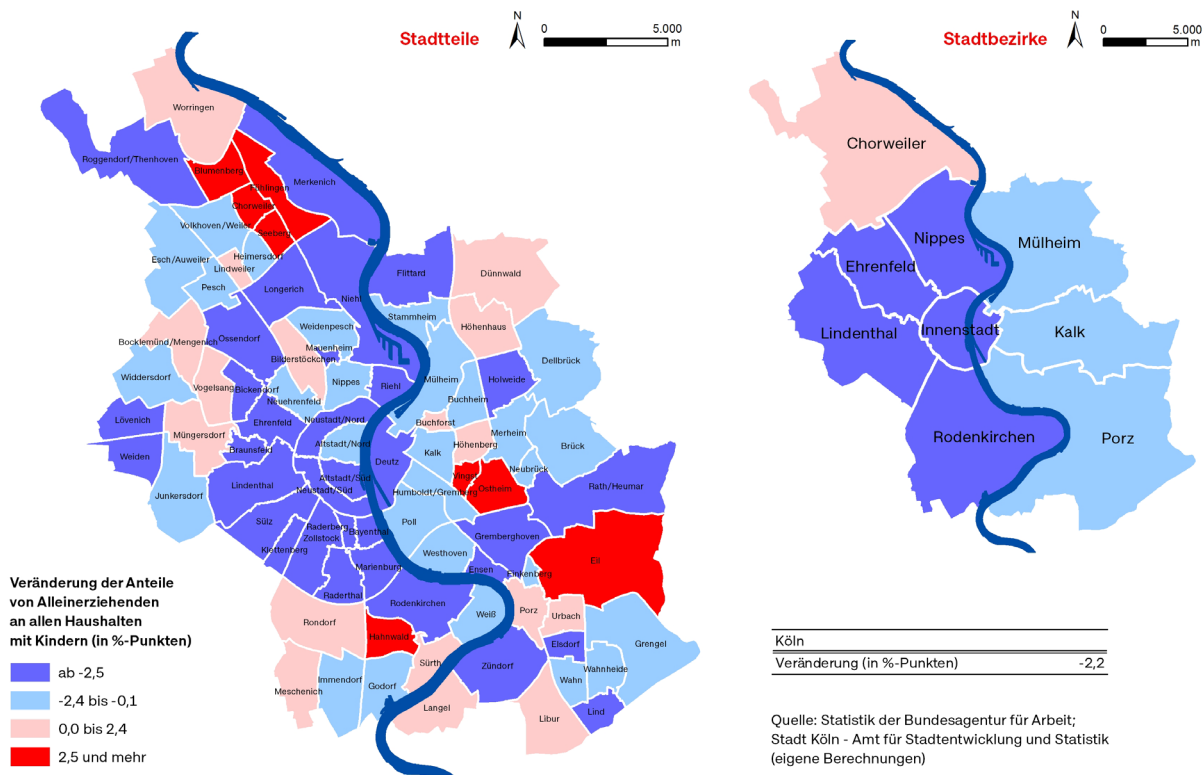 Stadtteile
N
0
5.000
m
Stadtbezirke
N
0
5.000
m
Worringen
Roggendorf/Thenhoven
Blumenberg
Fühlingen
Merkenich
Chorweiler
Volkhoven/Weiler
Seeberg
Heimersdorf
Esch/Auweiler
Lindweiler
Pesch
Longerich
Niehl
Flittard
Dünnwald
Stammheim
Höhenhaus
Weidenpesch
Ossendorf
Bocklemünd/Mengenich
Mauenheim
Bilderstöckchen
Dellbrück
Widdersdorf
Vogelsang
Bickendorf
Nippes
Riehl
Mülheim
Holweide
Neuehrenfeld
Buchheim
Lövenich
Ehrenfeld
Neustadt/Nord
Buchforst
Müngersdorf
Merheim
Altstadt/Nord
Höhenberg
Brück
Braunsfeld
Kalk
Weiden
Deutz
Neubrück
Vingst
Ostheim
Junkersdorf
Lindenthal
Altstadt/Süd
Neustadt/Süd
Humboldt/Gremberg
Rath/Heumar
Sülz
Poll
Raderberg
Zollstock
Bayenthal
Gremberghoven
Klettenberg
Westhoven
Eil
Marienburg
Ensen
Finkenberg
Raderthal
Rodenkirchen
Weiß
Porz
Urbach
Rondorf
Hahnwald
Elsdorf
Grengel
Sürth
Zündorf
Wahnheide
Wahn
Immendorf
Godorf
Meschenich
Langel
Libur
Lind
Chorweiler
Nippes
Mülheim
Ehrenfeld
Lindenthal
Innenstadt
Kalk
Rodenkirchen
Porz
Veränderung der Anteile
von Alleinerziehenden
an allen Haushalten
mit Kindern (in %-Punkten)
ab -2,5
-2,4 bis -0,1
0,0 bis 2,4
2,5 und mehr
Köln
Veränderung (in %-Punkten) -2,2
Quelle: Statistik der Bundesagentur für Arbeit;
Stadt Köln - Amt für Stadtentwicklung und Statistik
(eigene Berechnungen)